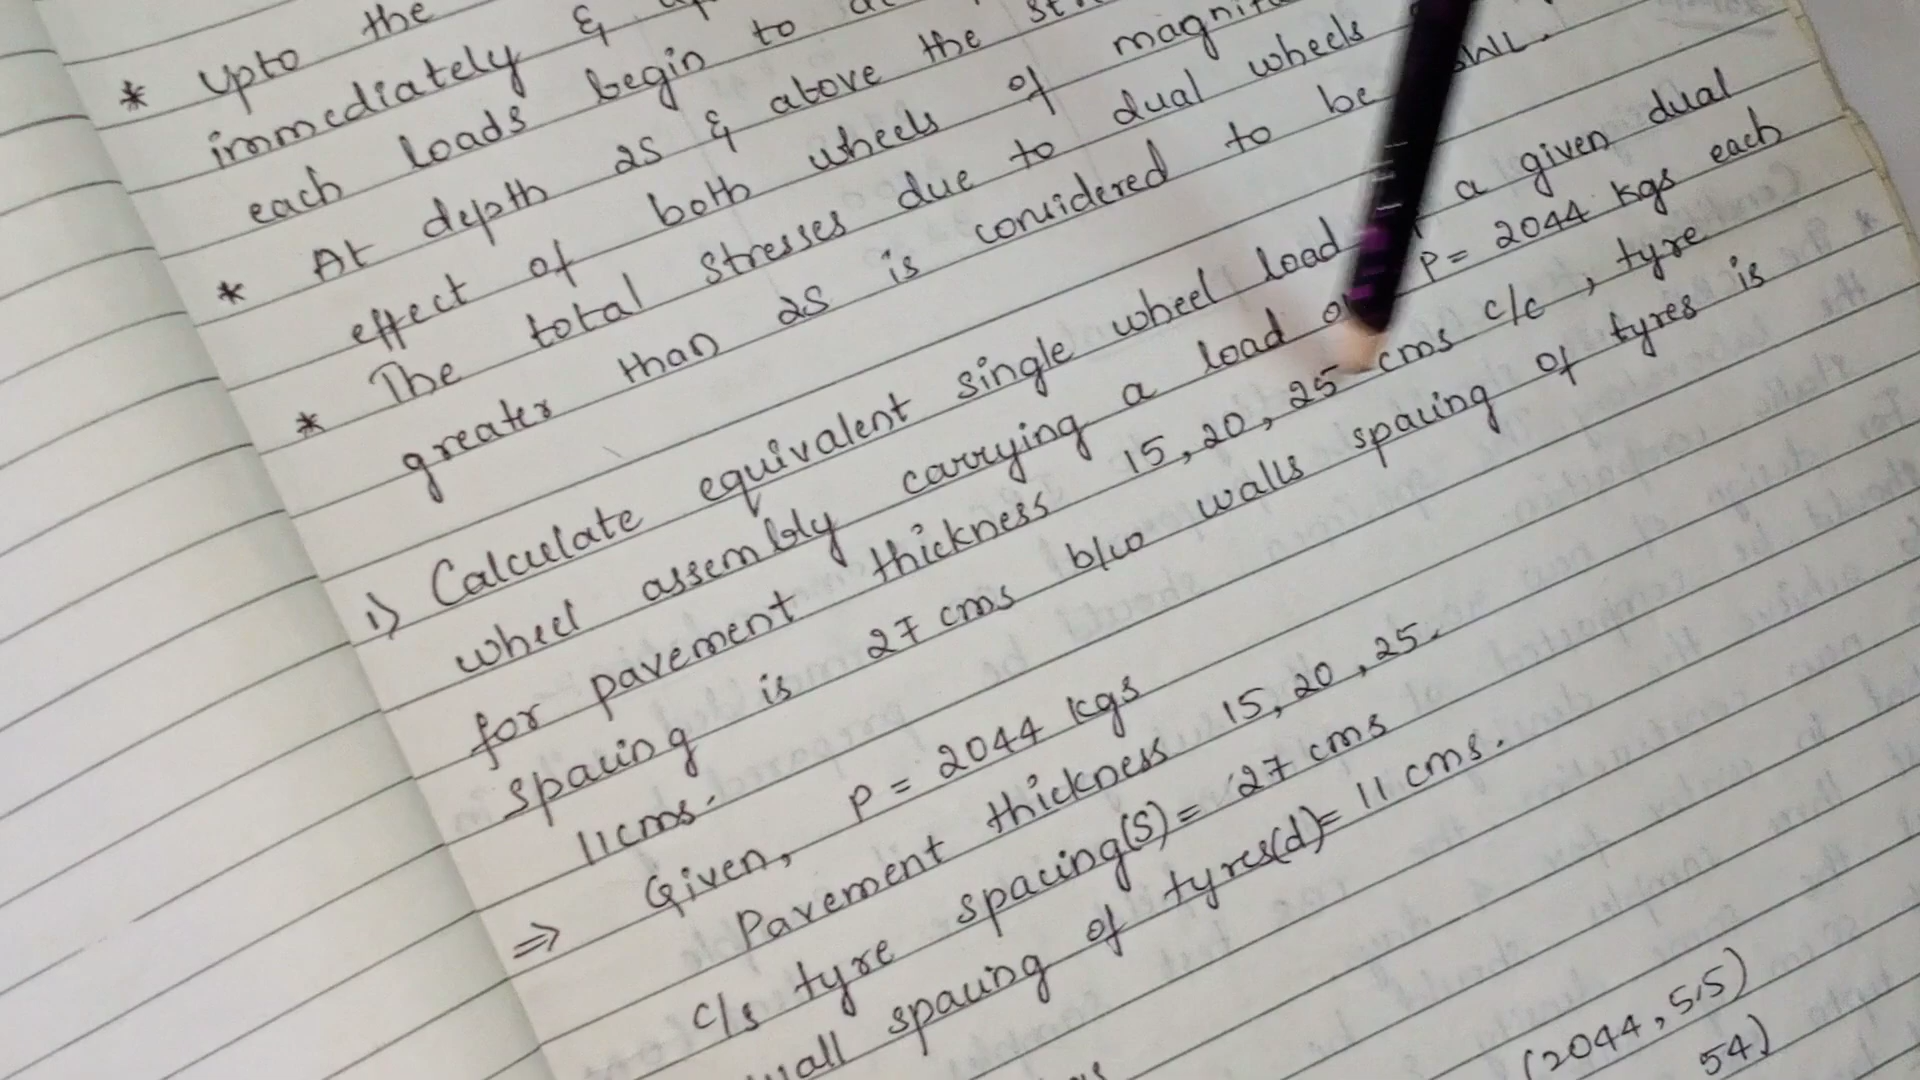 * Upto the
immediately &
each loads begin to
* At depth 2S & above the
effect of both wheels of
* The total stresses due to dual wheels
greater than 2S is considered to be
1) Calculate equivalent single wheel load a given dual
wheel assembly carrying a load P = 2044 kgs each
for pavement thickness 15, 20, 25 cms c/c, tyre
spacing is 27 cms b/w walls spacing of tyres is
11cms.
⇒ Given, P = 2044 kgs
Pavement thickness 15, 20, 25.
c/s tyre spacing(S) = 27 cms
spacing of tyres(d) = 11 cms.
(2044, 5.5)
54)